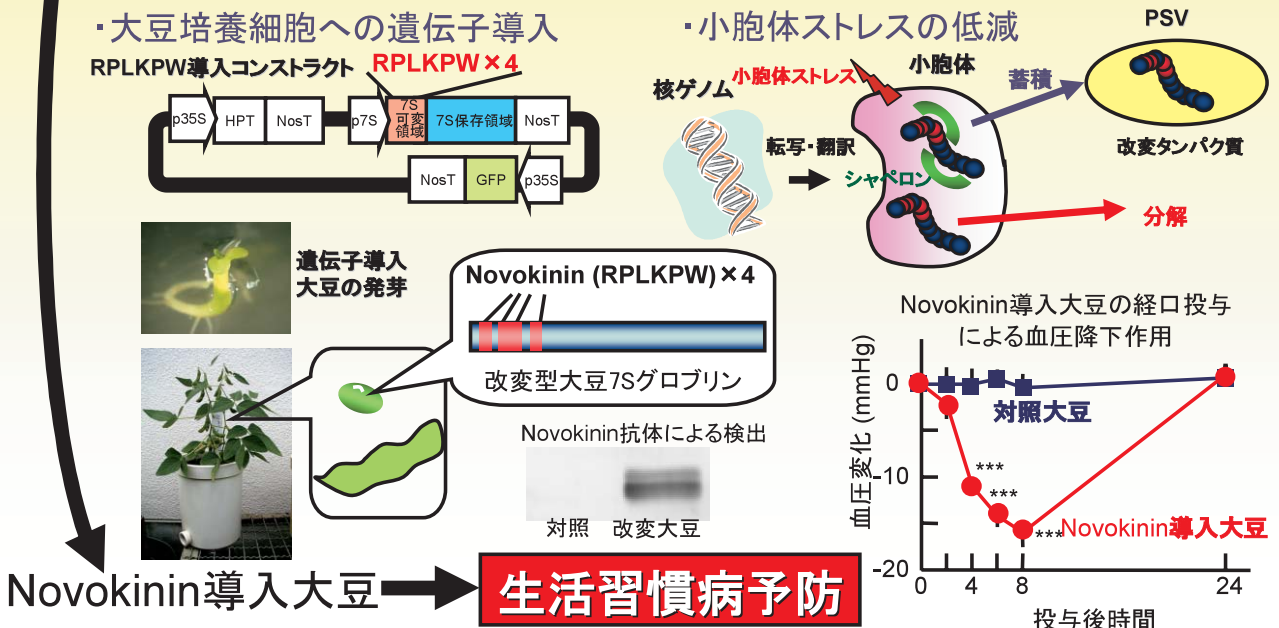 ・大豆培養細胞への遺伝子導入
RPLKPW導入コンストラクト
RPLKPW×4
p35S
HPT
NosT
p7S
7S
可変
領域
7S保存領域
NosT
NosT
GFP
p35S
・小胞体ストレスの低減
PSV
小胞体ストレス
小胞体
核ゲノム
蓄積
転写・翻訳
シャペロン
改変タンパク質
分解
遺伝子導入
大豆の発芽
Novokinin (RPLKPW)×4
改変型大豆7Sグロブリン
Novokinin抗体による検出
対照
改変大豆
Novokinin導入大豆の経口投与
による血圧降下作用
血圧変化 (mmHg)
0
-10
-20
対照大豆
***
***
***
Novokinin導入大豆
0
4
8
24
投与後時間
Novokinin導入大豆
生活習慣病予防